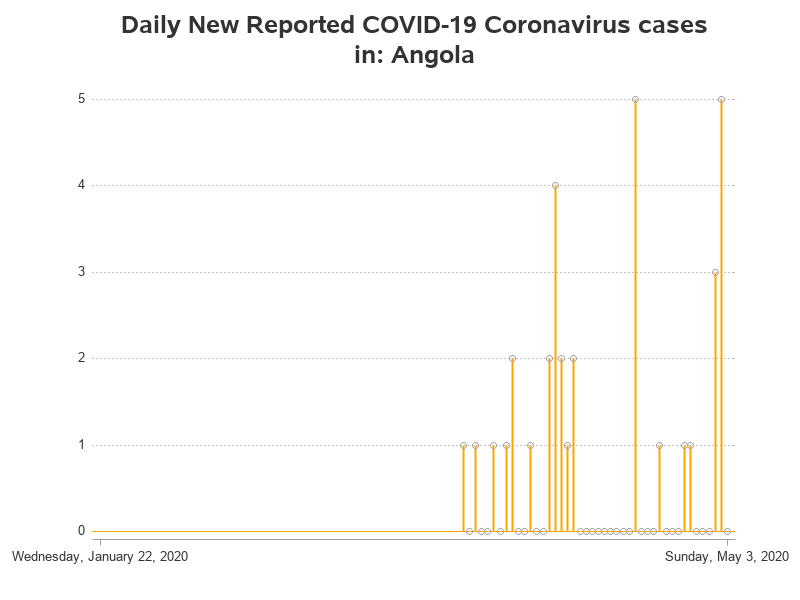 Daily New Reported COVID-19 Coronavirus cases
in: Angola
5
4
3
2
1
0
Wednesday, January 22, 2020
Sunday, May 3, 2020